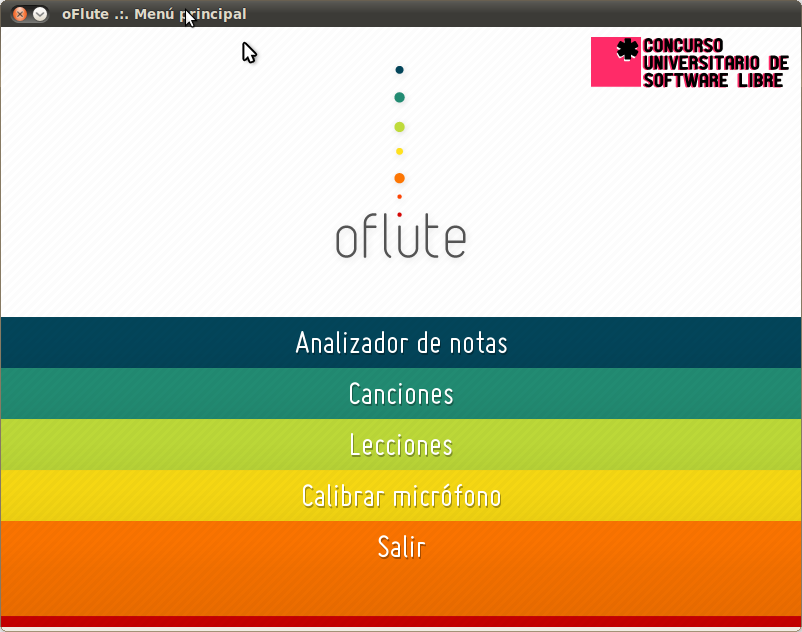 oFlute .:. Menú principal
CONCURSO
UNIVERSITARIO DE
SOFTWARE LIBRE
oflute
Analizador de notas
Canciones
Lecciones
Calibrar micrófono
Salir